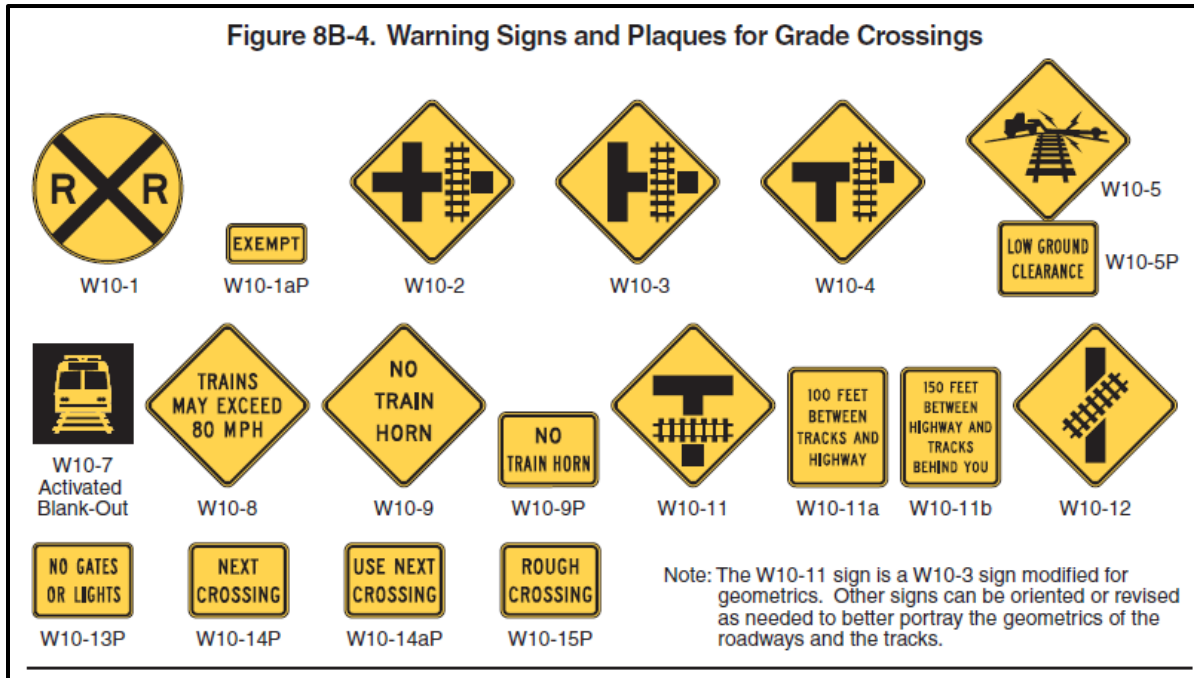 Figure 8B-4. Warning Signs and Plaques for Grade Crossings
R R
W10-1
EXEMPT
W10-1aP
W10-2
W10-3
W10-4
W10-5
LOW GROUND
CLEARANCE
W10-5P
W10-7
Activated
Blank-Out
TRAINS
MAY EXCEED
80 MPH
W10-8
NO
TRAIN
HORN
W10-9
NO
TRAIN HORN
W10-9P
W10-11
100 FEET
BETWEEN
TRACKS AND
HIGHWAY
W10-11a
150 FEET
BETWEEN
HIGHWAY AND
TRACKS
BEHIND YOU
W10-11b
W10-12
NO GATES
OR LIGHTS
W10-13P
NEXT
CROSSING
W10-14P
USE NEXT
CROSSING
W10-14aP
ROUGH
CROSSING
W10-15P
Note: The W10-11 sign is a W10-3 sign modified for
geometrics. Other signs can be oriented or revised
as needed to better portray the geometrics of the
roadways and the tracks.